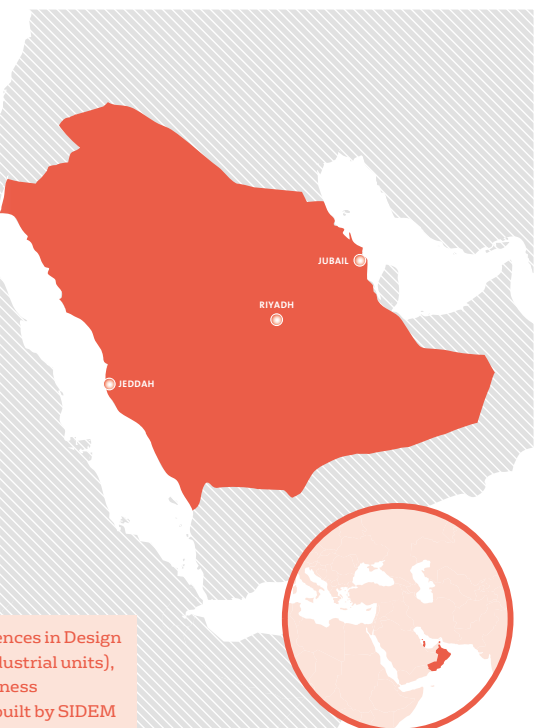 JUBAIL
RIYADH
JEDDAH
ences in Design
dustrial units),
ness
built by SIDEM